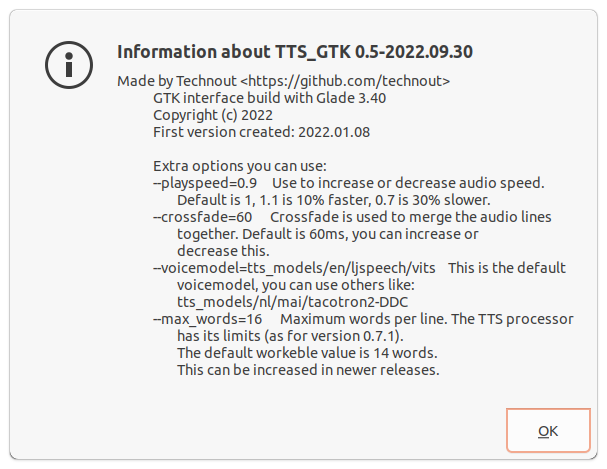 Information about TTS_GTK 0.5-2022.09.30
Made by Technout <https://github.com/technout>
GTK interface build with Glade 3.40
Copyright (c) 2022
First version created: 2022.01.08
Extra options you can use:
--playspeed=0.9    Use to increase or decrease audio speed.
Default is 1, 1.1 is 10% faster, 0.7 is 30% slower.
--crossfade=60    Crossfade is used to merge the audio lines
together. Default is 60ms, you can increase or
decrease this.
--voicemodel=tts_models/en/ljspeech/vits   This is the default
voicemodel, you can use others like:
tts_models/nl/mai/tacotron2-DDC
--max_words=16    Maximum words per line. The TTS processor
has its limits (as for version 0.7.1).
The default workeble value is 14 words.
This can be increased in newer releases.
OK